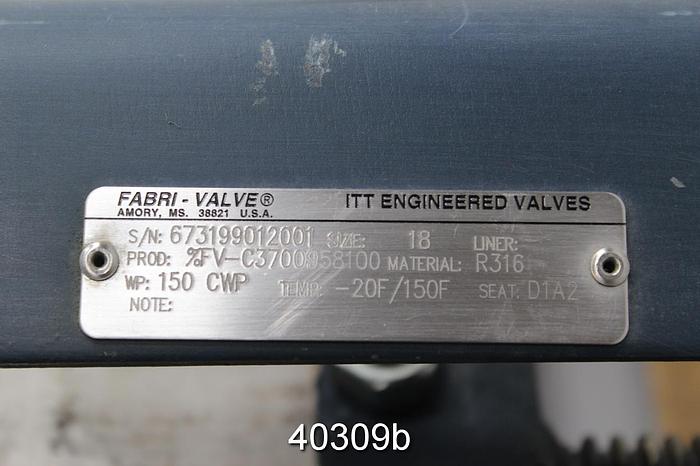 FABRI-VALVE® ITT ENGINEERED VALVES
AMORY, MS. 38821 U.S.A.
S/N: 673199012001 SIZE: 18 LINER:
PROD: %FV-C3700958100 MATERIAL: R316
WP: 150 CWP TEMP: -20F/150F SEAT: D1A2
NOTE:
40309b